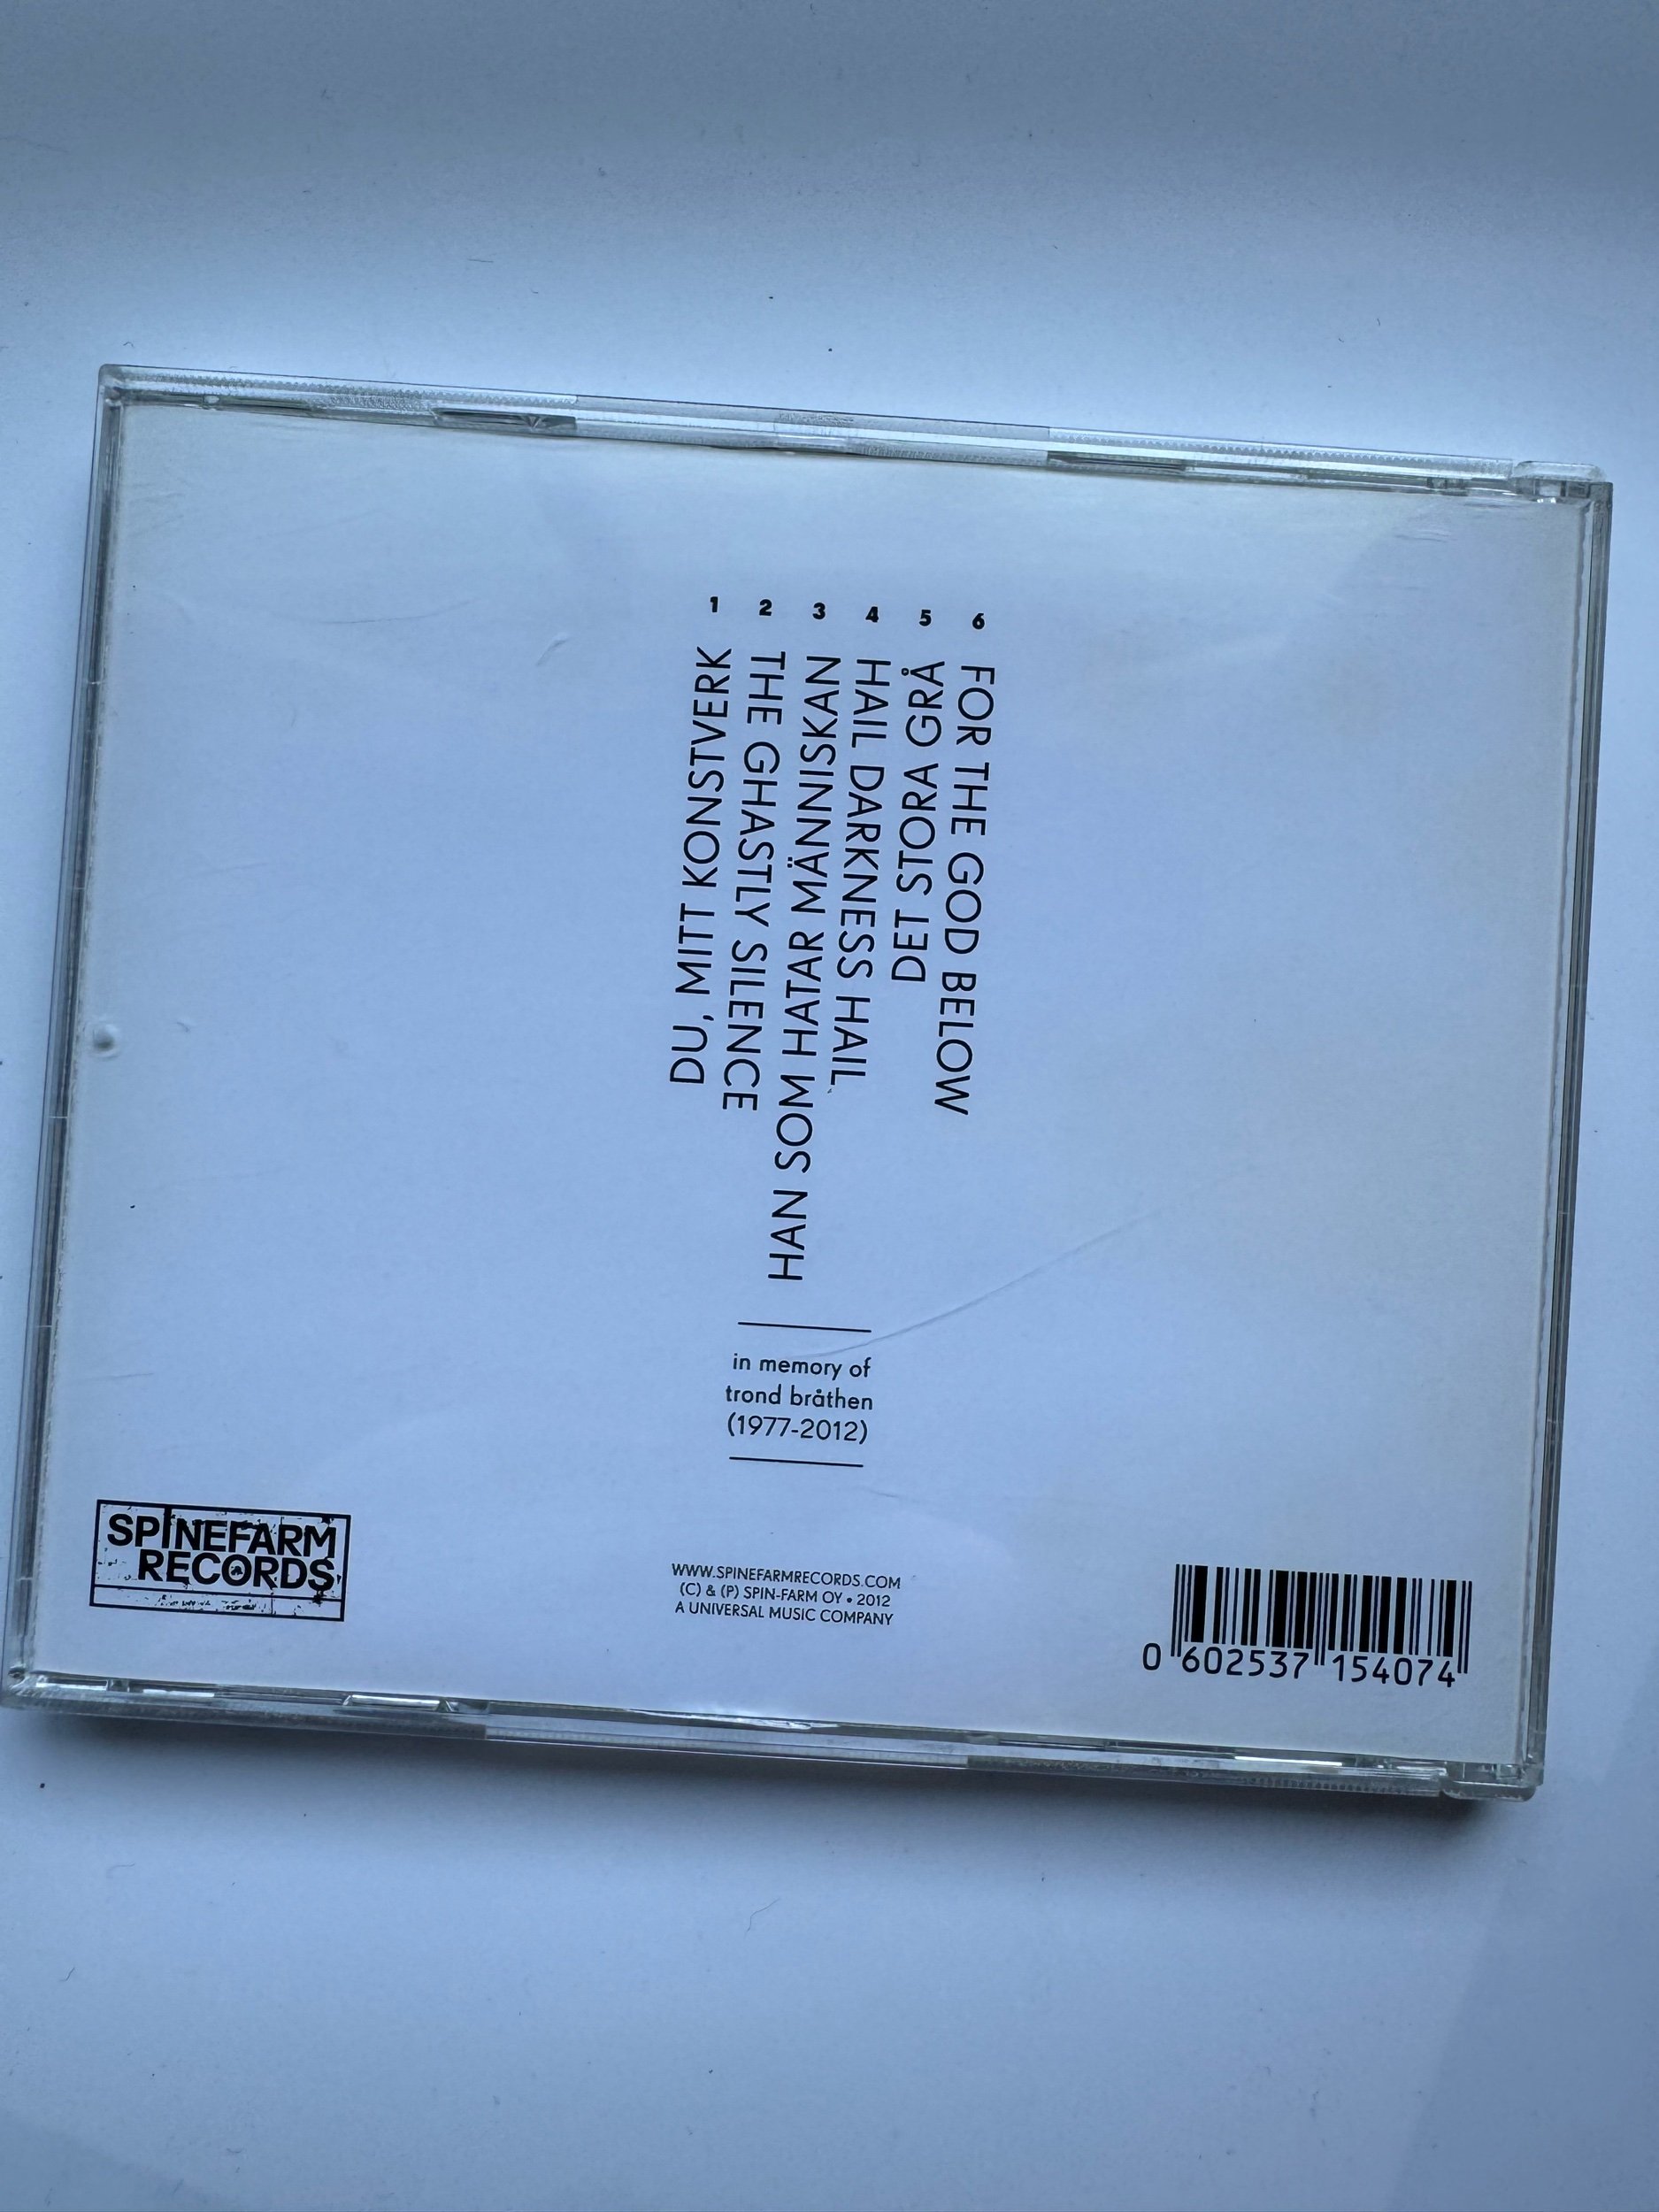 1 DU, MITT KONSTVERK
2 THE GHASTLY SILENCE
3 HAN SOM HATAR MÄNNISKAN
4 HAIL DARKNESS HAIL
5 DET STORA GRÅ
6 FOR THE GOD BELOW
in memory of
trond bråthen
(1977-2012)
SPINEFARM
RECORDS
WWW.SPINEFARMRECORDS.COM
(C) & (P) SPIN-FARM OY • 2012
A UNIVERSAL MUSIC COMPANY
0 602537 154074